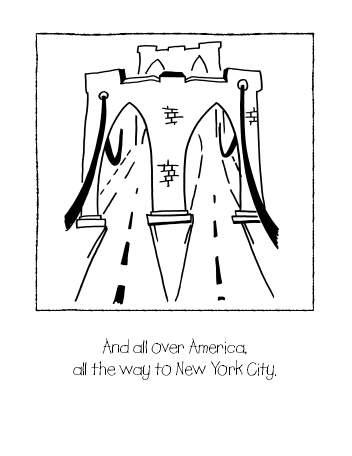 And all over America,
all the way to New York City.